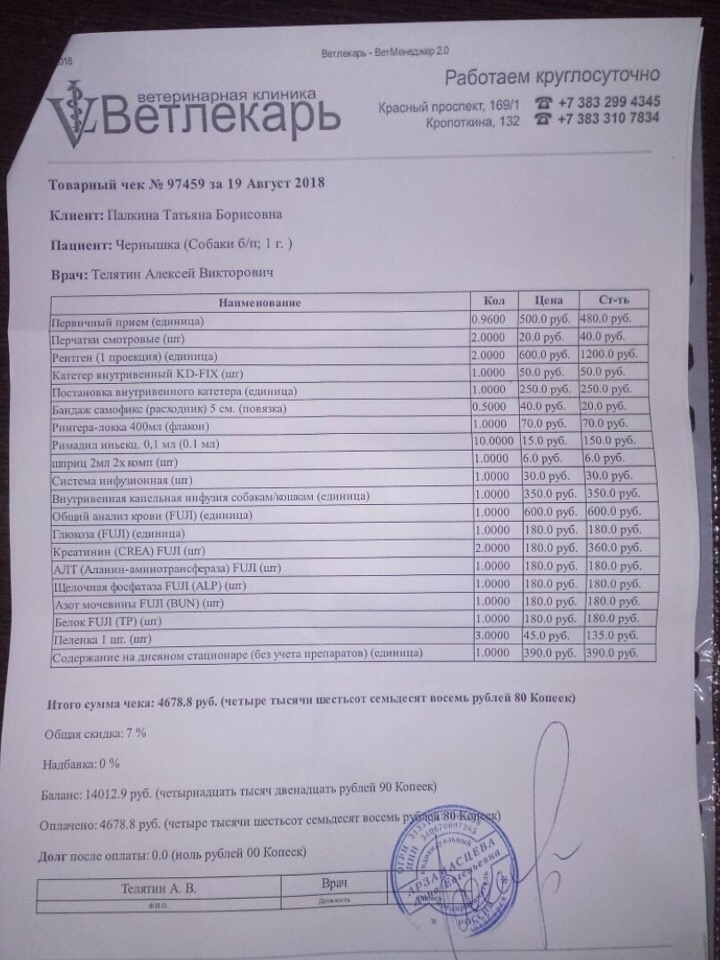 2018
Ветлекарь - ВетМенеджер 2.0
Работаем круглосуточно
ветеринарная клиника
Ветлекарь
Красный проспект, 169/1 ☎ +7 383 299 4345
Кропоткина, 132 ☎ +7 383 310 7834
Товарный чек № 97459 за 19 Август 2018
Клиент: Палкина Татьяна Борисовна
Пациент: Чернышка (Собаки б/п; 1 г. )
Врач: Телятин Алексей Викторович
Наименование Кол Цена Ст-ть
Первичный прием (единица) 0.9600 500.0 руб. 480.0 руб.
Перчатки смотровые (шт) 2.0000 20.0 руб. 40.0 руб.
Рентген (1 проекция) (единица) 2.0000 600.0 руб. 1200.0 руб.
Катетер внутривенный KD-FIX (шт) 1.0000 50.0 руб. 50.0 руб.
Постановка внутривенного катетера (единица) 1.0000 250.0 руб. 250.0 руб.
Бандаж самофикс (расходник) 5 см. (повязка) 0.5000 40.0 руб. 20.0 руб.
Рингера-локка 400мл (флакон) 1.0000 70.0 руб. 70.0 руб.
Римадил инъекц. 0,1 мл (0.1 мл) 10.0000 15.0 руб. 150.0 руб.
шприц 2мл 2х комп (шт) 1.0000 6.0 руб. 6.0 руб.
Система инфузионная (шт) 1.0000 30.0 руб. 30.0 руб.
Внутривенная капельная инфузия собакам/кошкам (единица) 1.0000 350.0 руб. 350.0 руб.
Общий анализ крови (FUJI) (единица) 1.0000 600.0 руб. 600.0 руб.
Глюкоза (FUJI) (единица) 1.0000 180.0 руб. 180.0 руб.
Креатинин (CREA) FUJI (шт) 2.0000 180.0 руб. 360.0 руб.
АЛТ (Аланин-аминотрансфераза) FUJI (шт) 1.0000 180.0 руб. 180.0 руб.
Щелочная фосфатаза FUJI (ALP) (шт) 1.0000 180.0 руб. 180.0 руб.
Азот мочевины FUJI (BUN) (шт) 1.0000 180.0 руб. 180.0 руб.
Белок FUJI (TP) (шт) 1.0000 180.0 руб. 180.0 руб.
Пеленка 1 шт. (шт) 3.0000 45.0 руб. 135.0 руб.
Содержание на дневном стационаре (без учета препаратов) (единица) 1.0000 390.0 руб. 390.0 руб.
Итого сумма чека: 4678.8 руб. (четыре тысячи шестьсот семьдесят восемь рублей 80 Копеек)
Общая скидка: 7 %
Надбавка: 0 %
Баланс: 14012.9 руб. (четырнадцать тысяч двенадцать рублей 90 Копеек)
Оплачено: 4678.8 руб. (четыре тысячи шестьсот семьдесят восемь рублей 80 Копеек)
Долг после оплаты: 0.0 (ноль рублей 00 Копеек)
Телятин А. В. Врач
Ф.И.О. Должность
ОГРН
ИНН
АРЗАМАСЦЕВА
Евгеньевна
РОССИЯ